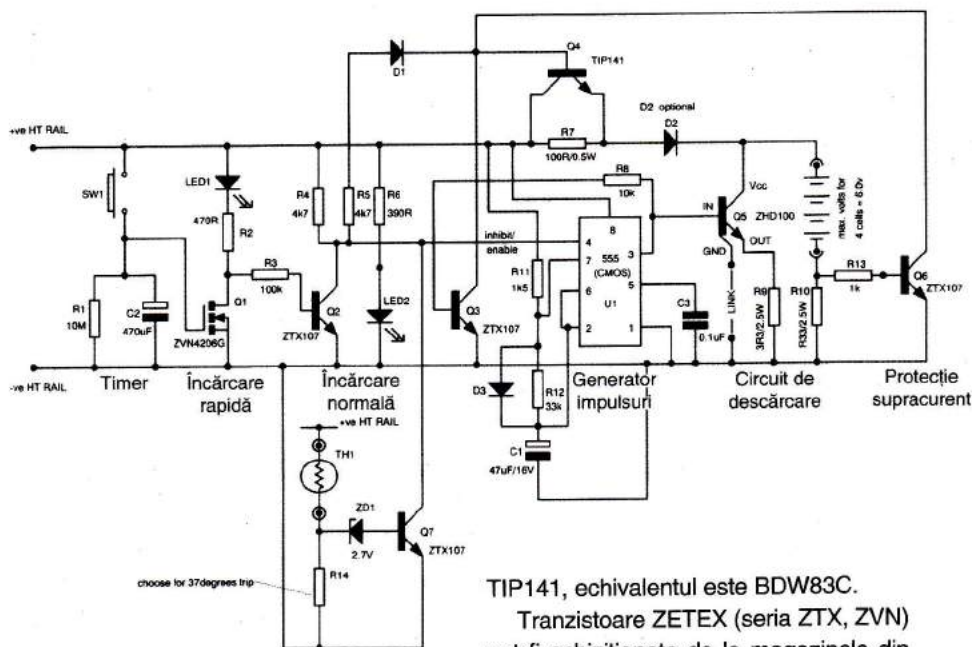 Q4
TIP141
D1
D2 optional
D2
+ve HT RAIL
R7
100R/0.5W
R8
10k
SW1
LED1
470R
R2
R4
4k7
R5
4k7
R6
390R
Vcc
IN
Q5
ZHD100
GND
OUT
max. volts for
4 cells = 6.0v
inhibit/
enable
4
8
3
7
555
(CMOS)
6
5
U1
2
1
R11
1k5
R3
100k
Q1
ZVN4206G
Q2
ZTX107
LED2
Q3
ZTX107
R1
10M
C2
470uF
C3
0.1uF
LINK
R9
3R3/2.5W
R10
R33/2.5W
R13
1k
Q6
ZTX107
-ve HT RAIL
Timer
Încărcare
rapidă
Încărcare
normală
Generator
impulsuri
Circuit de
descărcare
Protecție
supracurent
D3
R12
33k
C1
47uF/16V
+ve HT RAIL
TH1
ZD1
2.7V
Q7
ZTX107
R14
choose for 37degrees trip
TIP141, echivalentul este BDW83C.
Tranzistoare ZETEX (seria ZTX, ZVN)